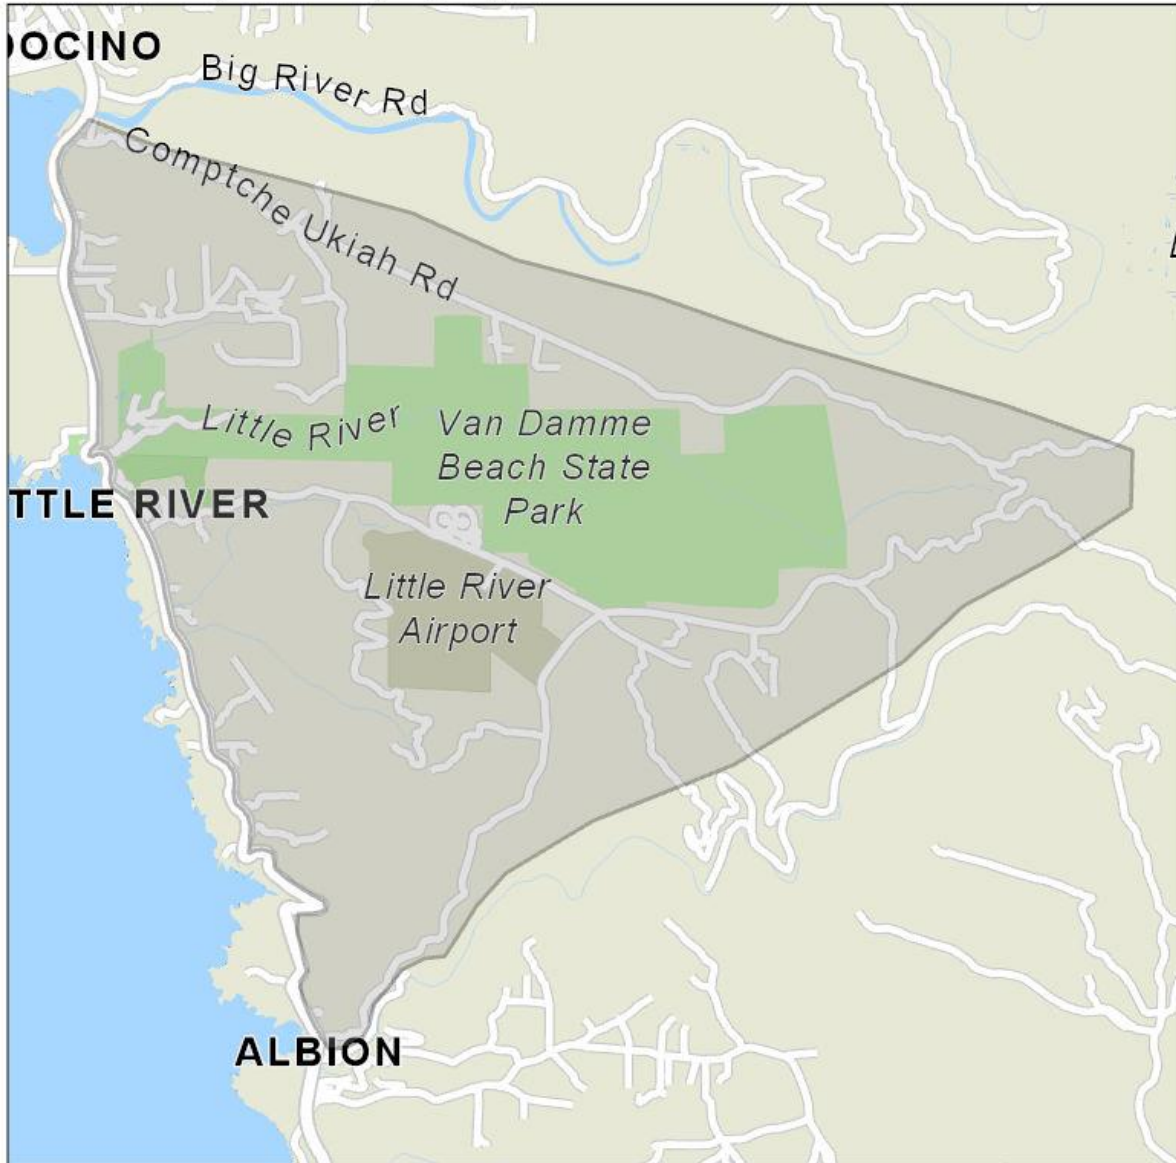 OCINO
Big River Rd
Comptche Ukiah Rd
Little River
Van Damme
Beach State
Park
TTLE RIVER
Little River
Airport
ALBION